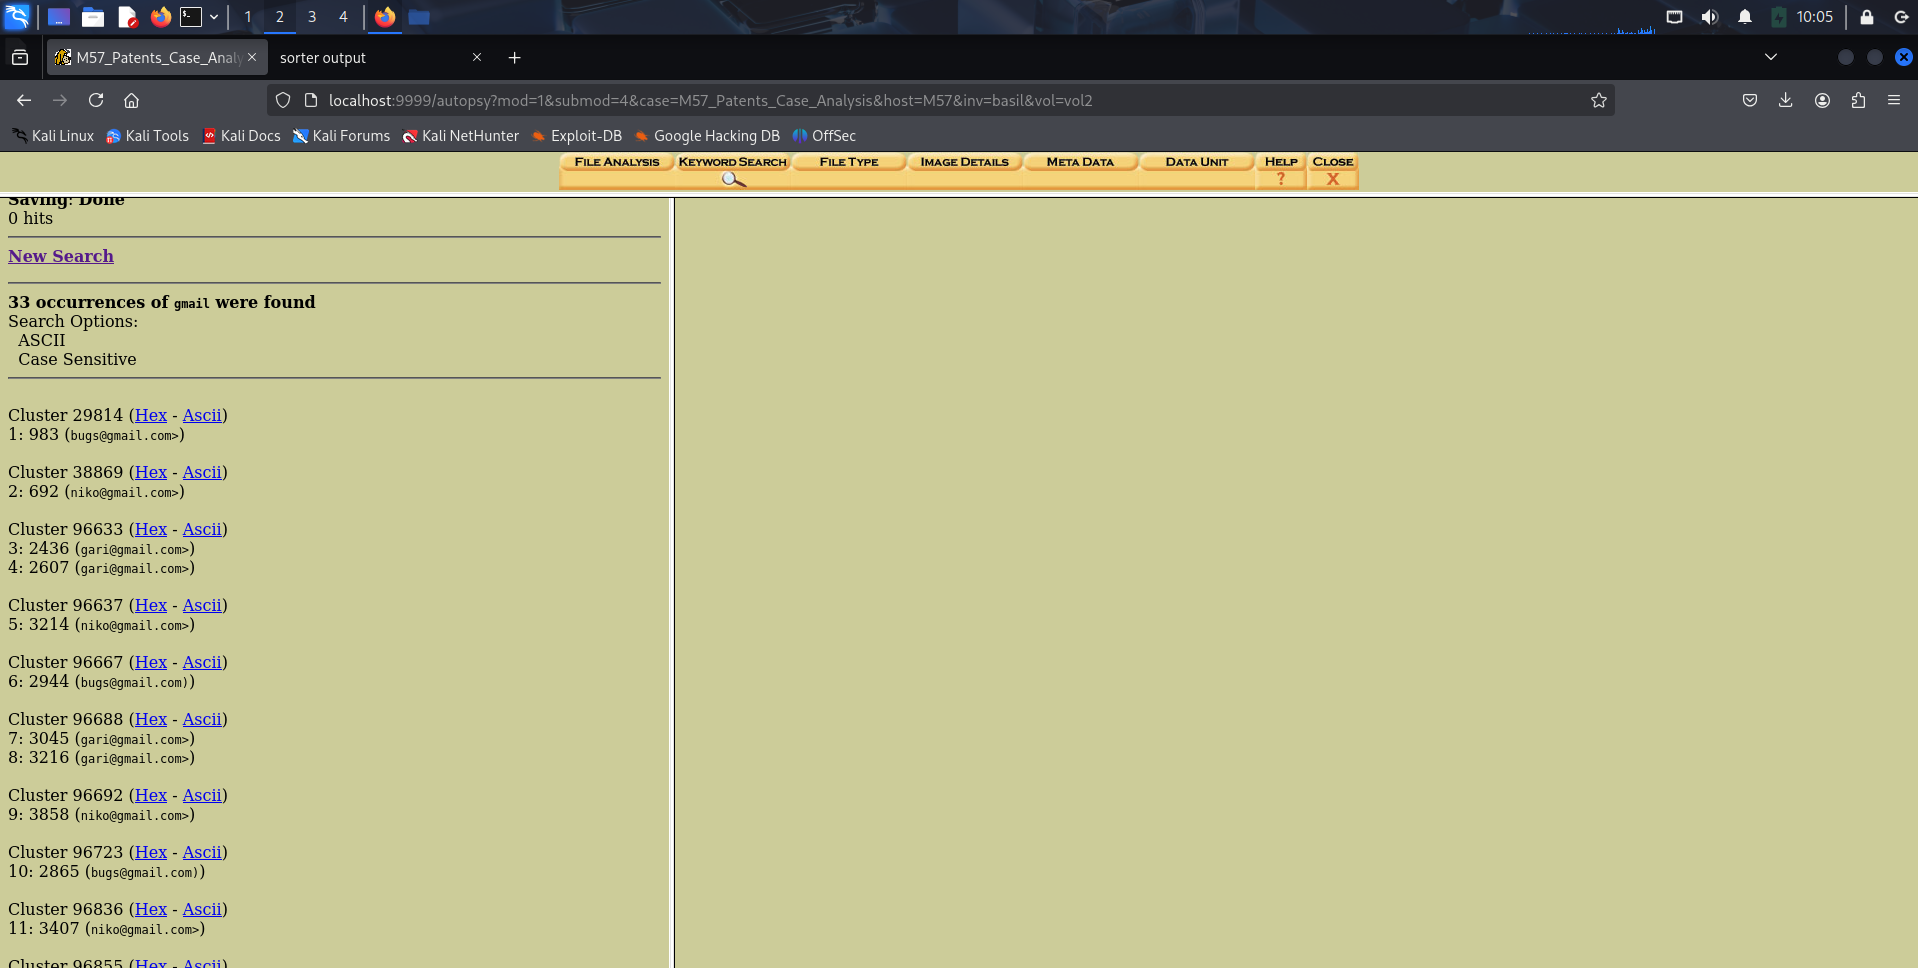 1 2 3 4 10:05
M57_Patents_Case_Analy sorter output
localhost:9999/autopsy?mod=1&submod=4&case=M57_Patents_Case_Analysis&host=M57&inv=basil&vol=vol2
Kali Linux Kali Tools Kali Docs Kali Forums Kali NetHunter Exploit-DB Google Hacking DB OffSec
FILE ANALYSIS KEYWORD SEARCH FILE TYPE IMAGE DETAILS META DATA DATA UNIT HELP CLOSE
? X
Saving: Done
0 hits
New Search
33 occurrences of gmail were found
Search Options:
ASCII
Case Sensitive
Cluster 29814 (Hex - Ascii)
1: 983 (bugs@gmail.com>)
Cluster 38869 (Hex - Ascii)
2: 692 (niko@gmail.com>)
Cluster 96633 (Hex - Ascii)
3: 2436 (gari@gmail.com>)
4: 2607 (gari@gmail.com>)
Cluster 96637 (Hex - Ascii)
5: 3214 (niko@gmail.com>)
Cluster 96667 (Hex - Ascii)
6: 2944 (bugs@gmail.com))
Cluster 96688 (Hex - Ascii)
7: 3045 (gari@gmail.com>)
8: 3216 (gari@gmail.com>)
Cluster 96692 (Hex - Ascii)
9: 3858 (niko@gmail.com>)
Cluster 96723 (Hex - Ascii)
10: 2865 (bugs@gmail.com))
Cluster 96836 (Hex - Ascii)
11: 3407 (niko@gmail.com>)
Cluster 96855 (Hex - Ascii)